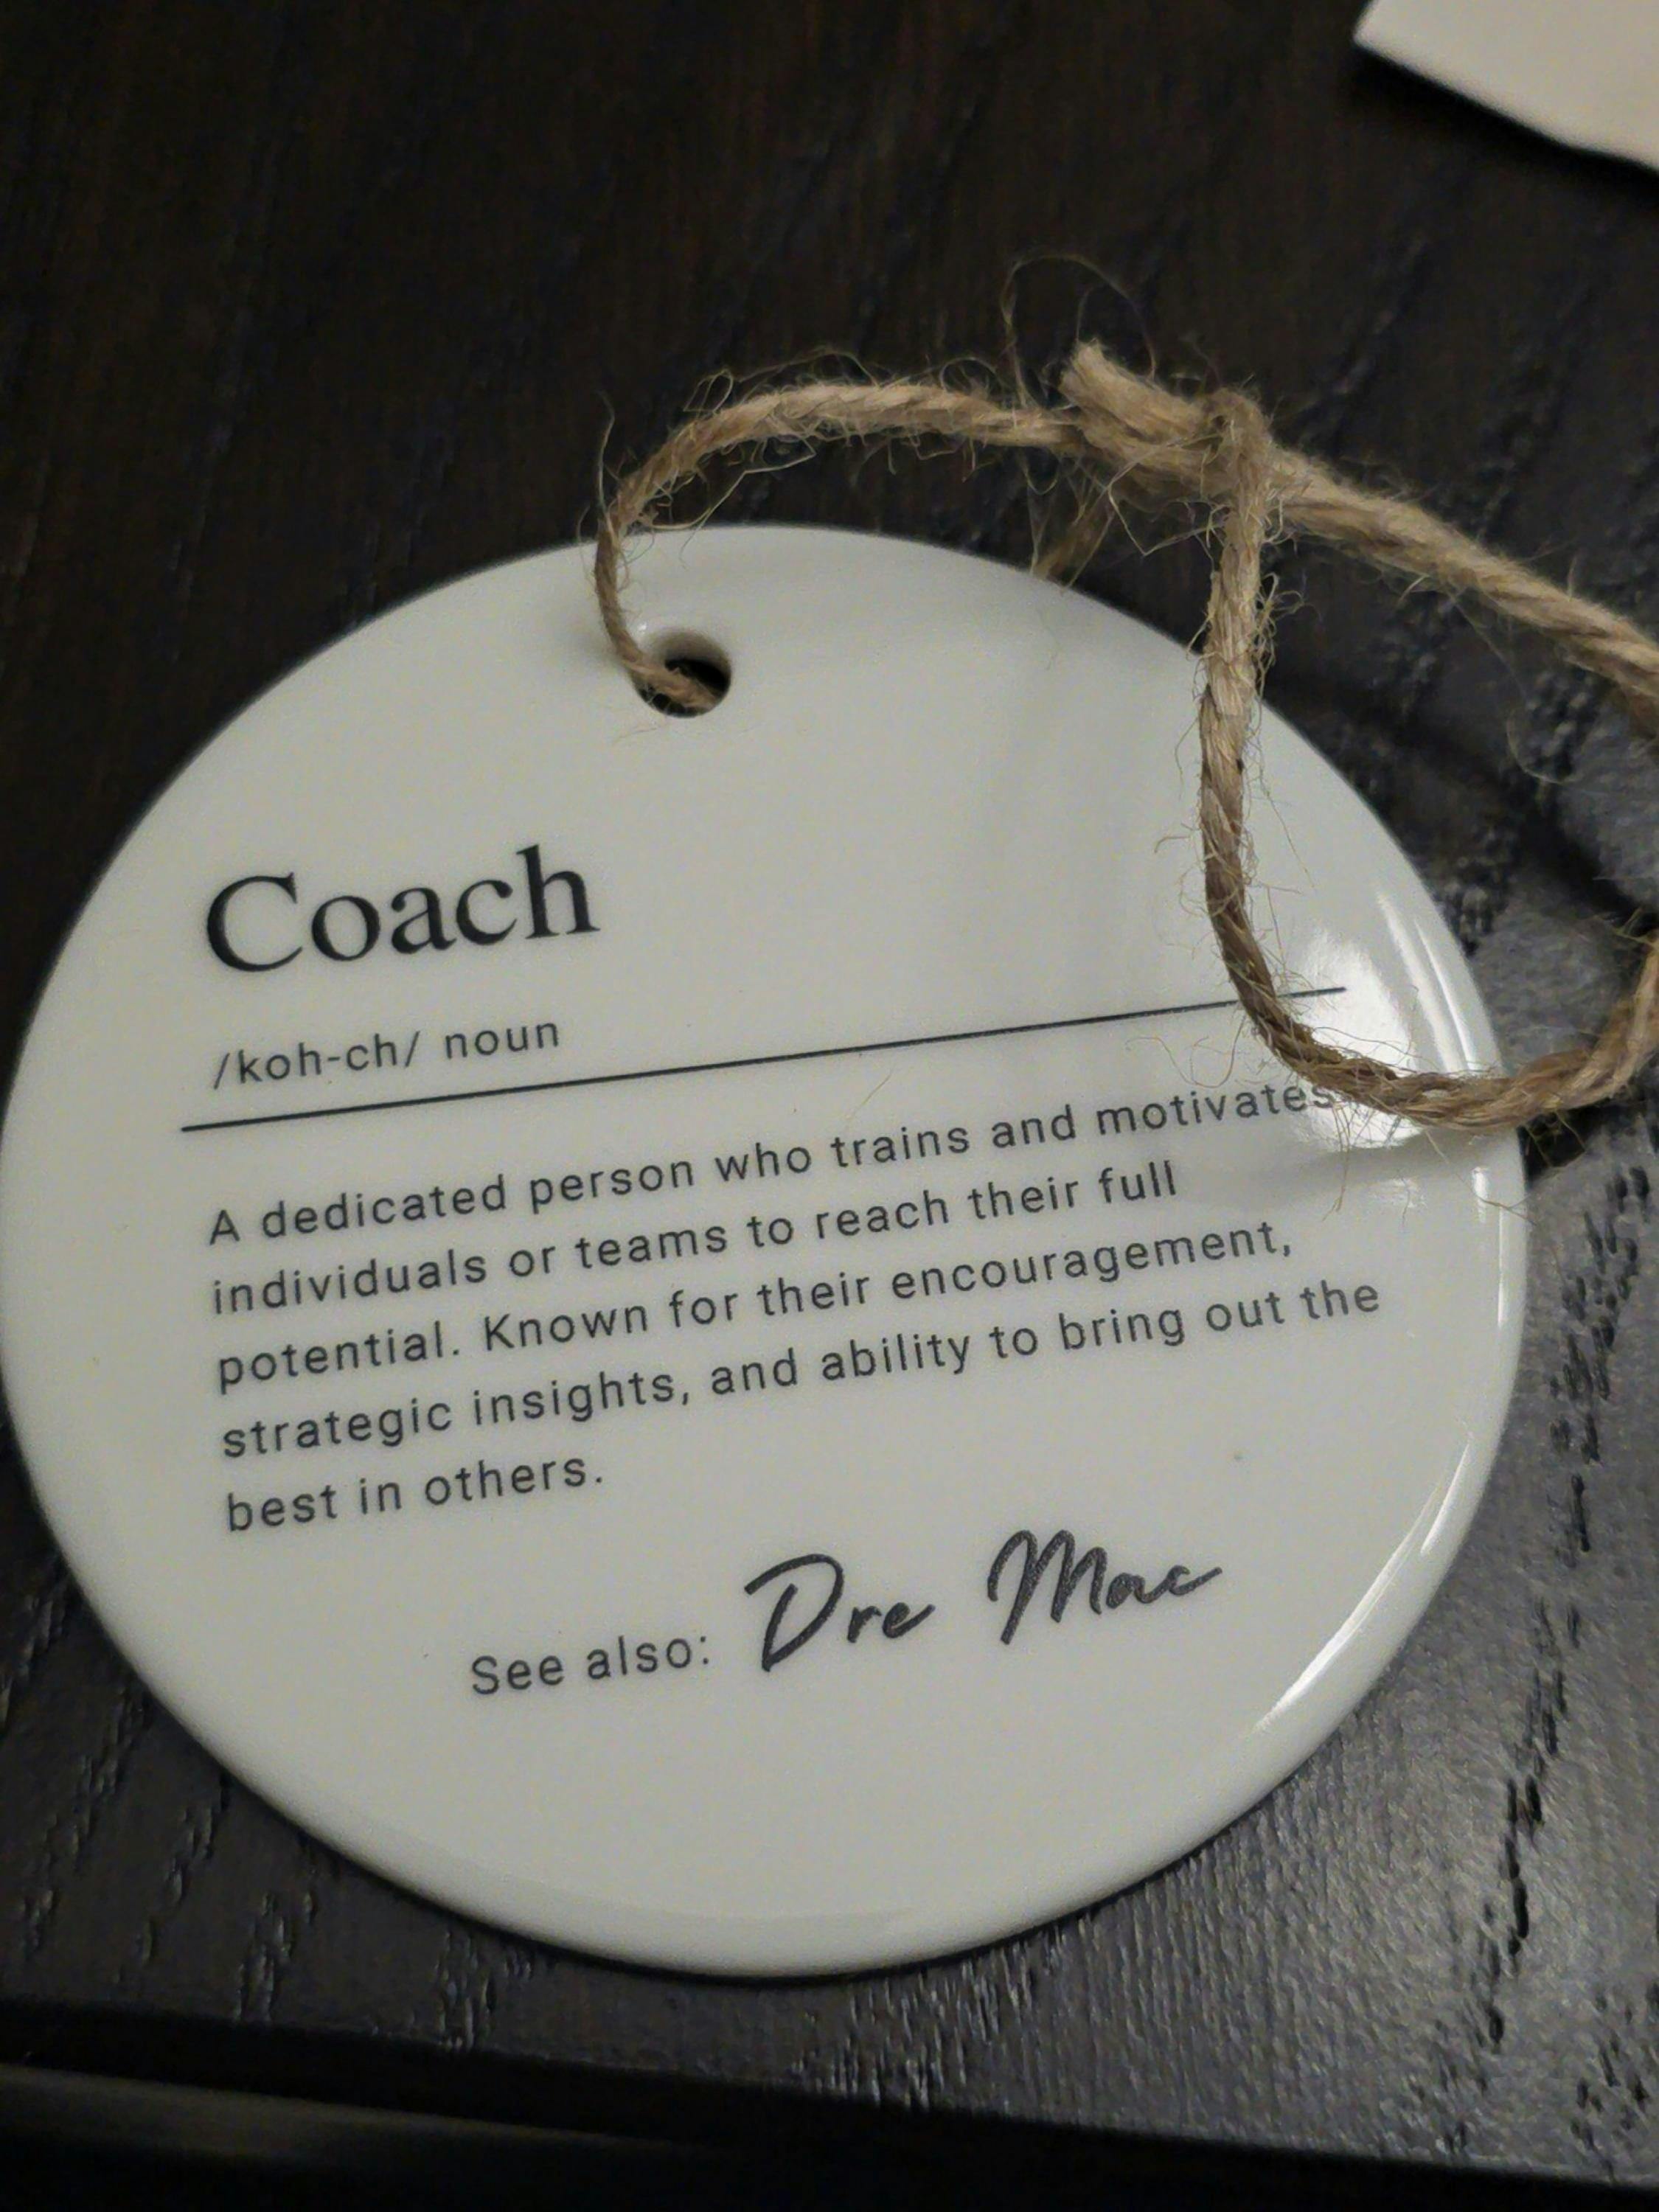 Coach
/koh-ch/ noun
A dedicated person who trains and motivates
individuals or teams to reach their full
potential. Known for their encouragement,
strategic insights, and ability to bring out the
best in others.
See also: Dre Mac